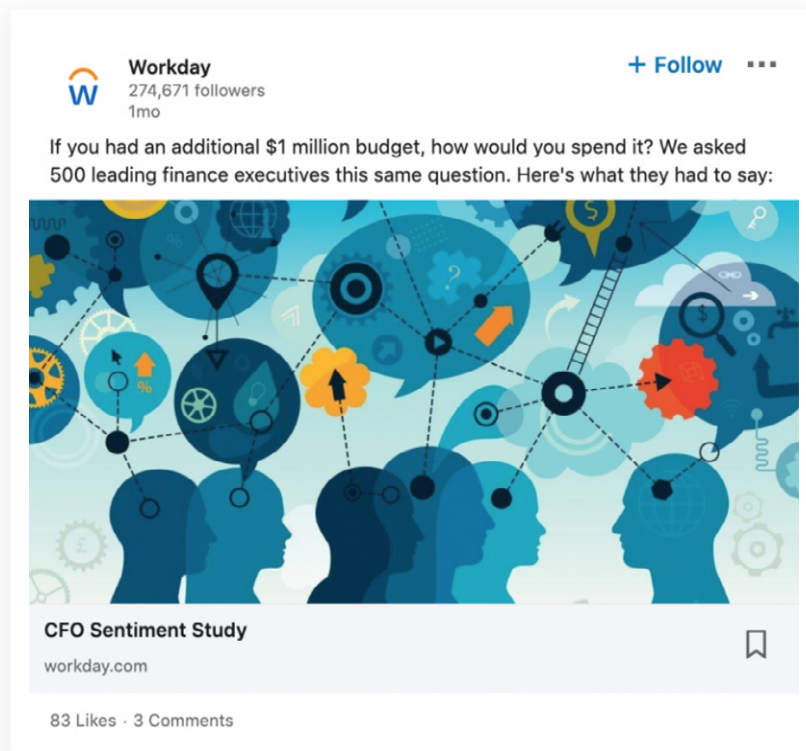 Workday
+ Follow
274,671 followers
1mo
If you had an additional $1 million budget, how would you spend it? We asked
500 leading finance executives this same question. Here's what they had to say:
%
$
?
$
%
£
CFO Sentiment Study
workday.com
83 Likes · 3 Comments